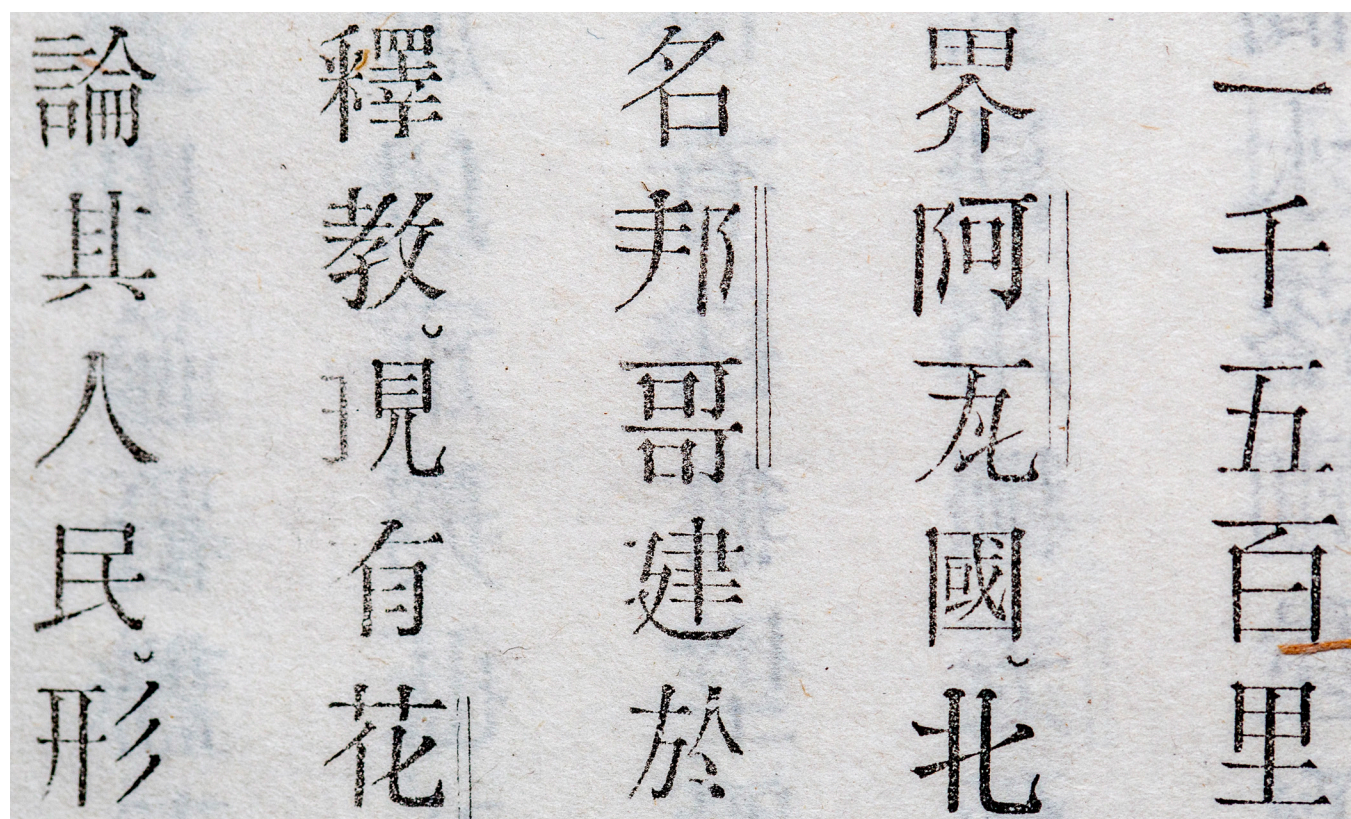 一千五百里
界阿瓦國北
名邦哥建於
釋教現有花
論其人民形